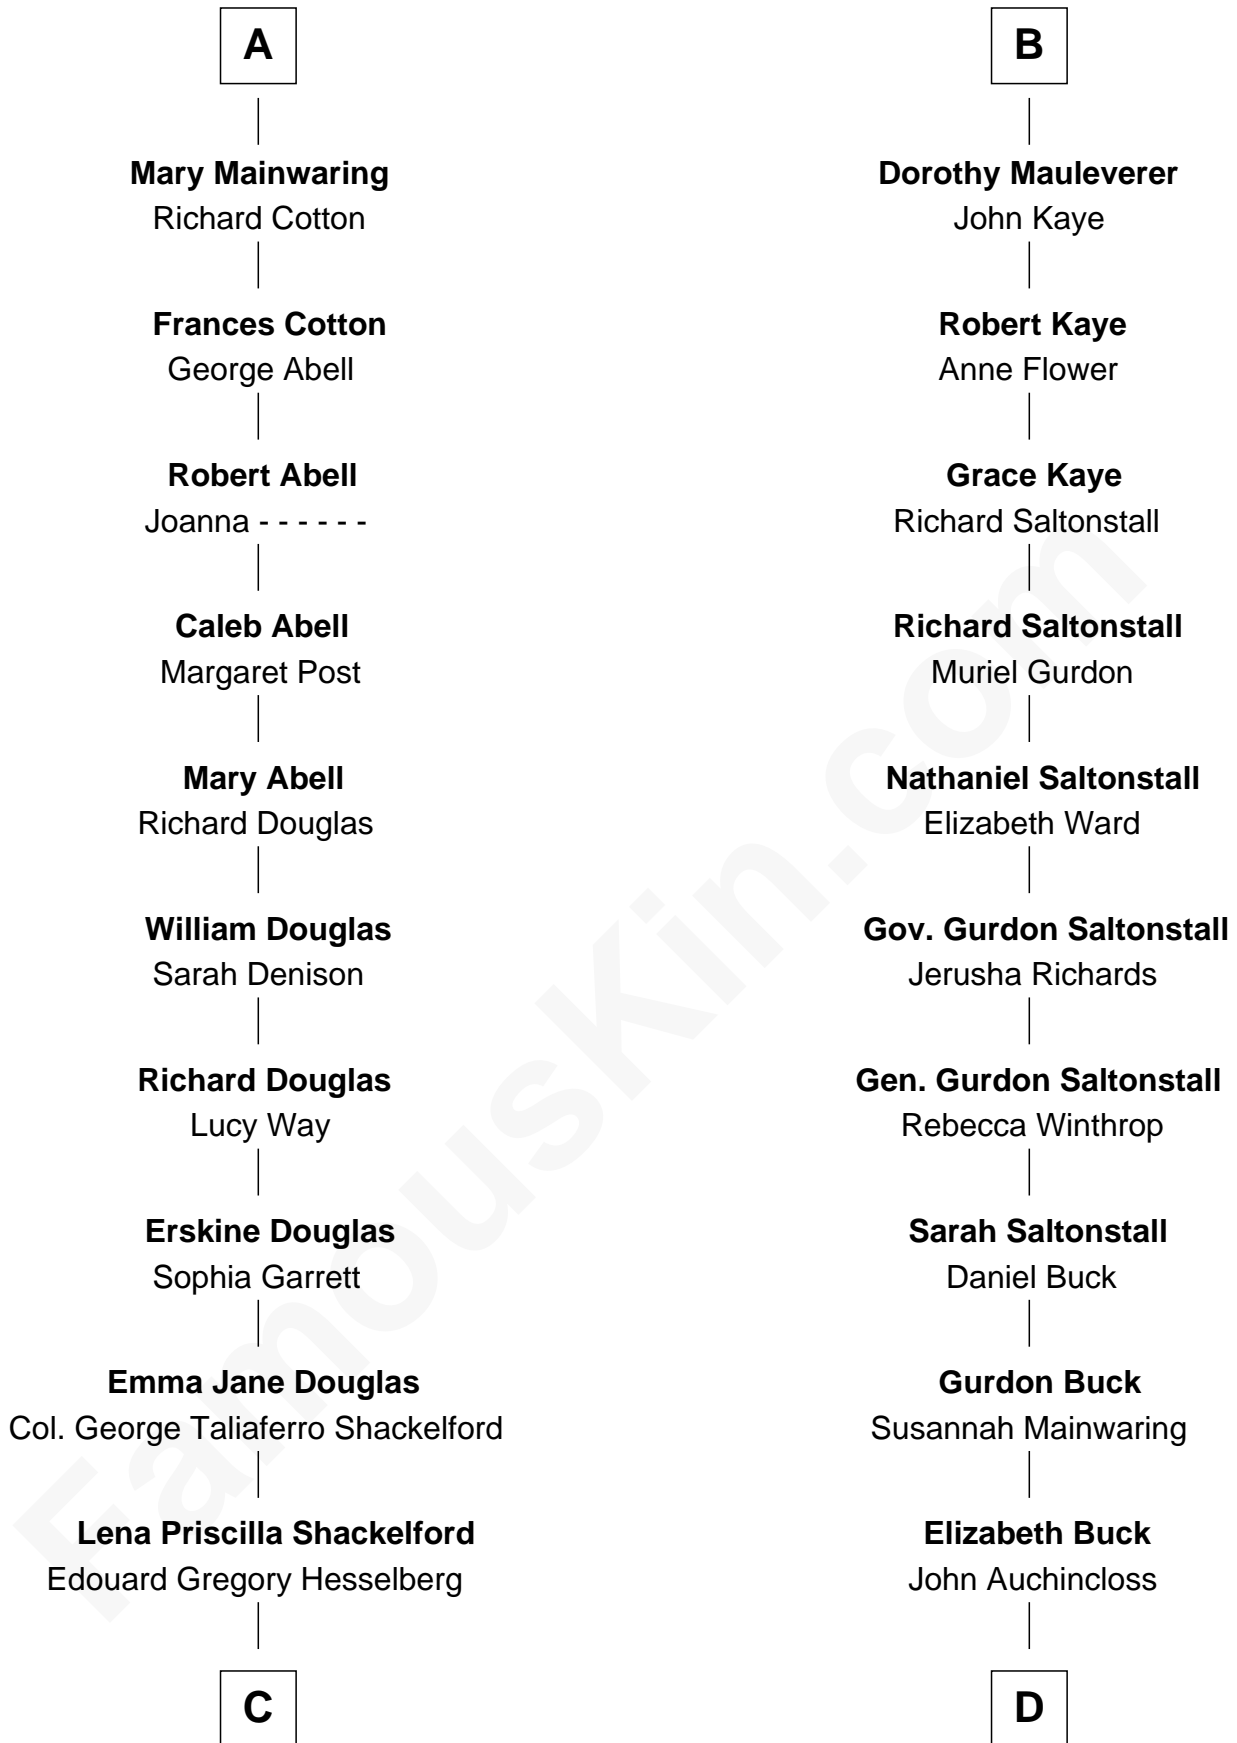 A
Mary Mainwaring
Richard Cotton
Frances Cotton
George Abell
Robert Abell
Joanna - - - - - -
Caleb Abell
Margaret Post
Mary Abell
Richard Douglas
William Douglas
Sarah Denison
Richard Douglas
Lucy Way
Erskine Douglas
Sophia Garrett
Emma Jane Douglas
Col. George Taliaferro Shackelford
Lena Priscilla Shackelford
Edouard Gregory Hesselberg
C
B
Dorothy Mauleverer
John Kaye
Robert Kaye
Anne Flower
Grace Kaye
Richard Saltonstall
Richard Saltonstall
Muriel Gurdon
Nathaniel Saltonstall
Elizabeth Ward
Gov. Gurdon Saltonstall
Jerusha Richards
Gen. Gurdon Saltonstall
Rebecca Winthrop
Sarah Saltonstall
Daniel Buck
Gurdon Buck
Susannah Mainwaring
Elizabeth Buck
John Auchincloss
D
FamousKin.com